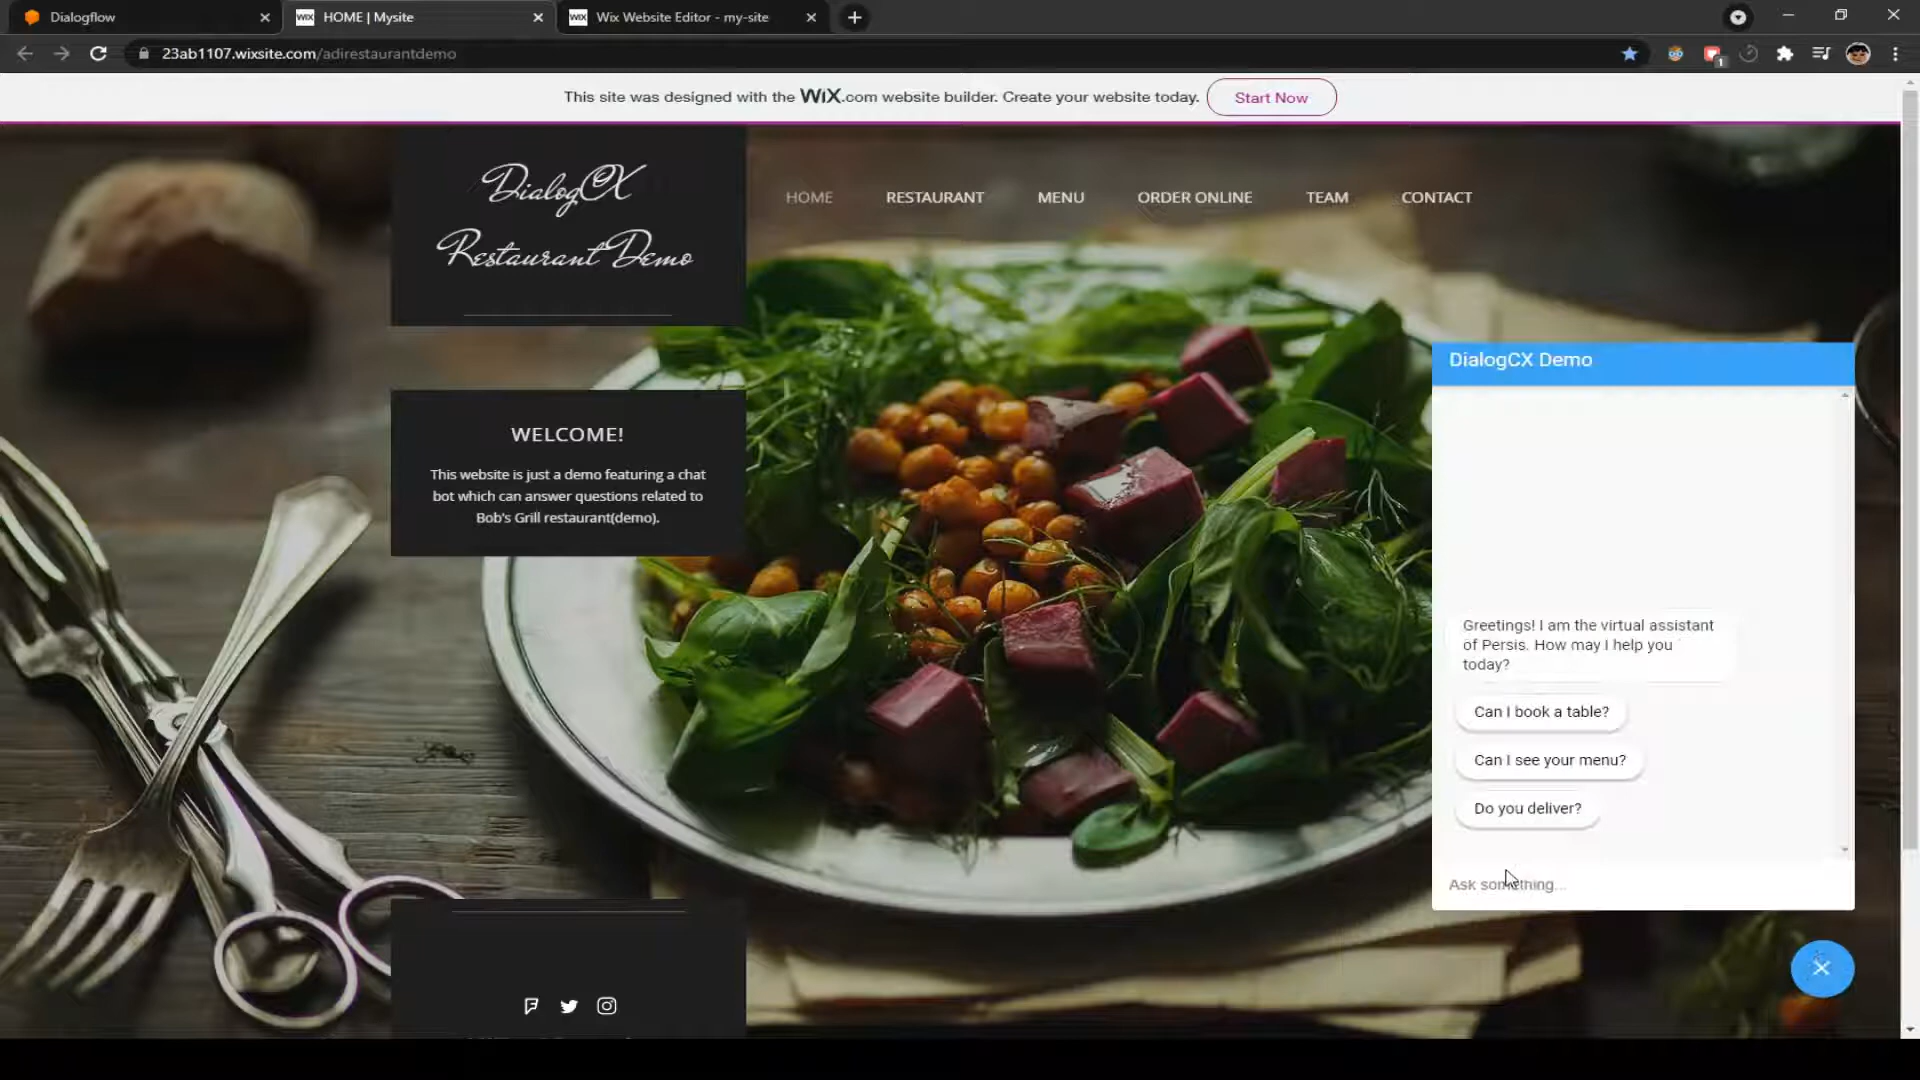 Dialogflow
WiX HOME | Mysite
WiX Wix Website Editor - my-site
23ab1107.wixsite.com/adirestaurantdemo
1
This site was designed with the WiX.com website builder. Create your website today.
Start Now
DialogCX
Restaurant Demo
HOME
RESTAURANT
MENU
ORDER ONLINE
TEAM
CONTACT
WELCOME!
This website is just a demo featuring a chat
bot which can answer questions related to
Bob's Grill restaurant(demo).
DialogCX Demo
Greetings! I am the virtual assistant
of Persis. How may I help you
today?
Can I book a table?
Can I see your menu?
Do you deliver?
Ask something...